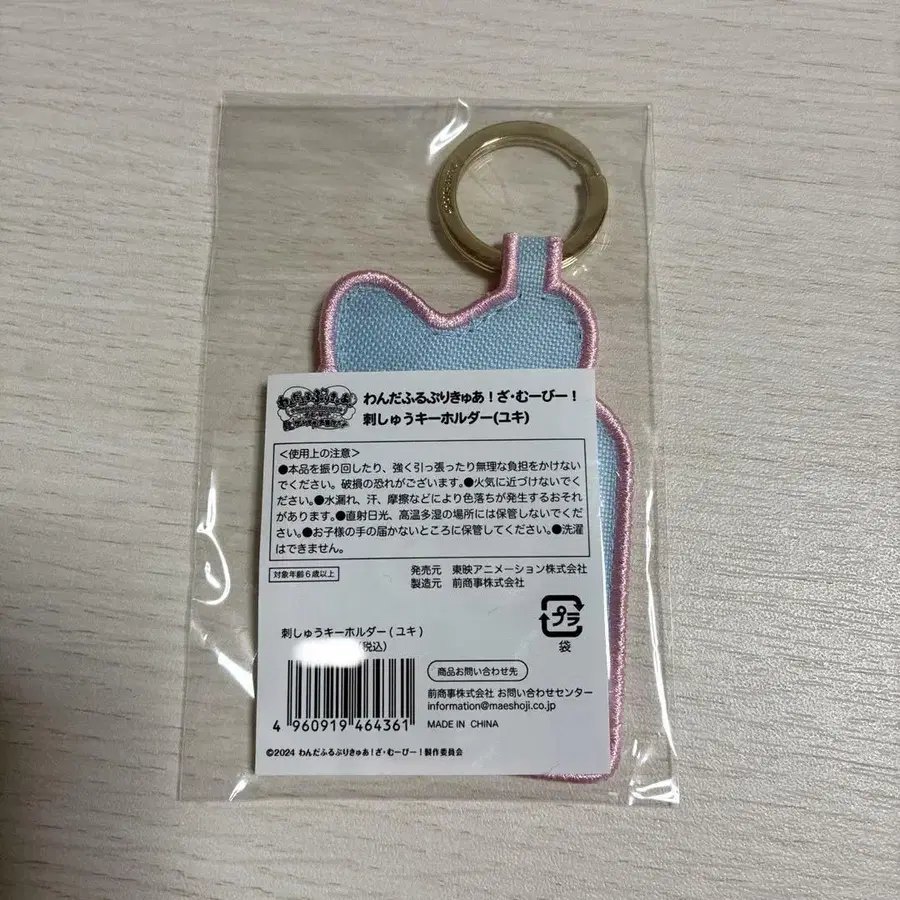 わんだふるぷりきゅあ！ざ・むーびー！
刺しゅうキーホルダー(ユキ)
＜使用上の注意＞
●本品を振り回したり、強く引っ張ったり無理な負担をかけない
でください。破損の恐れがございます。●火気に近づけないでく
ださい。●水漏れ、汗、摩擦などにより色落ちが発生するおそれ
があります。●直射日光、高温多湿の場所には保管しないでくだ
さい。●お子様の手の届かないところに保管してください。●洗濯
はできません。
対象年齢6歳以上
発売元 東映アニメーション株式会社
製造元 前商事株式会社
プラ
袋
刺しゅうキーホルダー(ユキ)
(税込)
商品お問い合わせ先
前商事株式会社 お問い合わせセンター
information@maeshoji.co.jp
MADE IN CHINA
4 960919 464361
©2024 わんだふるぷりきゅあ！ざ・むーびー！製作委員会